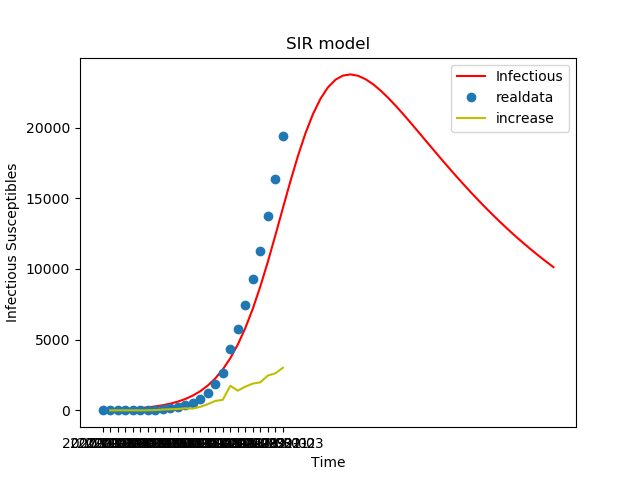 SIR model
Infectious
realdata
increase
20000
15000
10000
5000
0
Infectious Susceptibles
Time